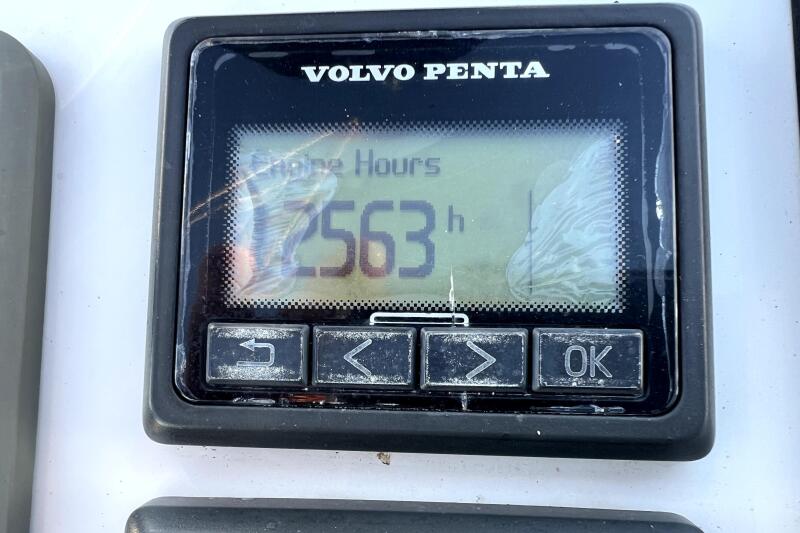 VOLVO PENTA
Engine Hours
2563 h
< > OK